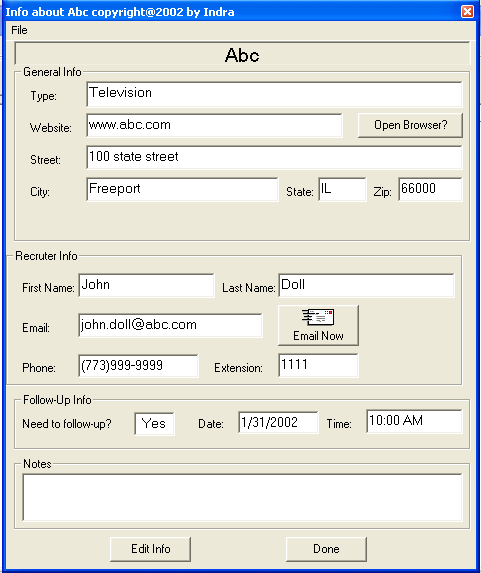 Info about Abc copyright@2002 by Indra
File
Abc
General Info
Type: Television
Website: www.abc.com Open Browser?
Street: 100 state street
City: Freeport State: IL Zip: 66000
Recruter Info
First Name: John Last Name: Doll
Email: john.doll@abc.com Email Now
Phone: (773)999-9999 Extension: 1111
Follow-Up Info
Need to follow-up? Yes Date: 1/31/2002 Time: 10:00 AM
Notes
Edit Info Done